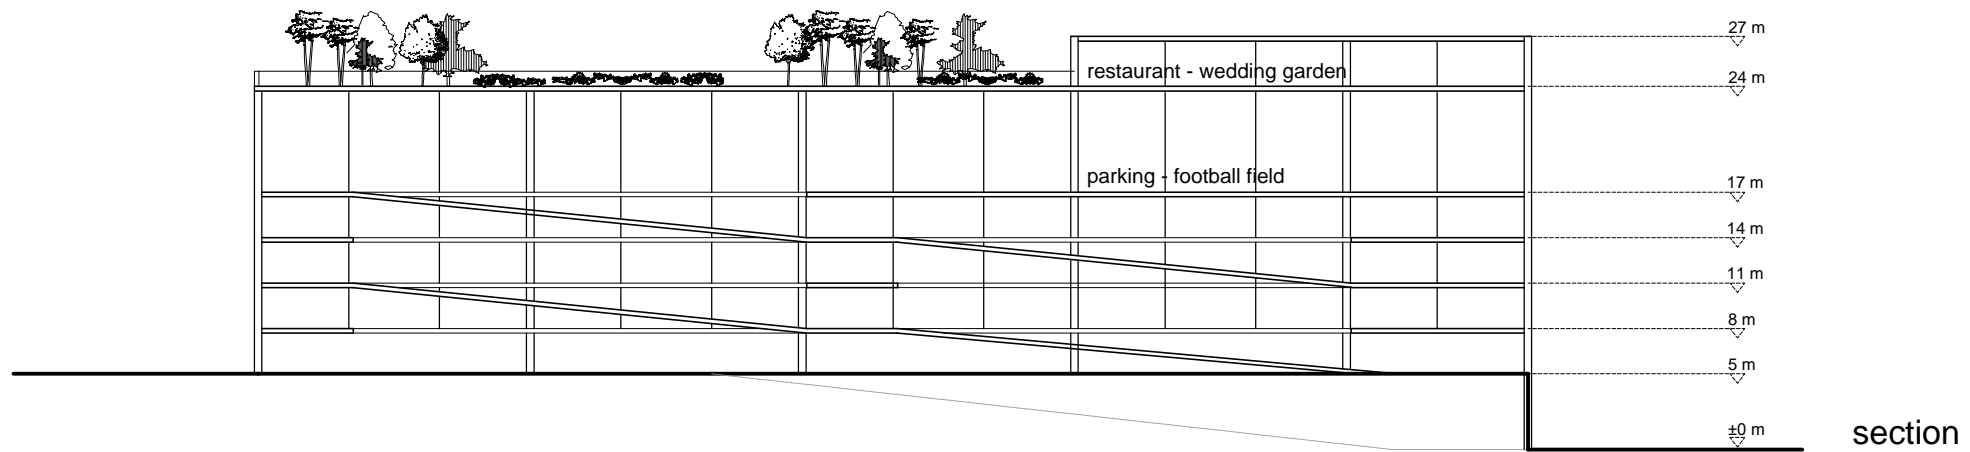 27 m
restaurant - wedding garden
24 m
parking - football field
17 m
14 m
11 m
8 m
5 m
±0 m
section